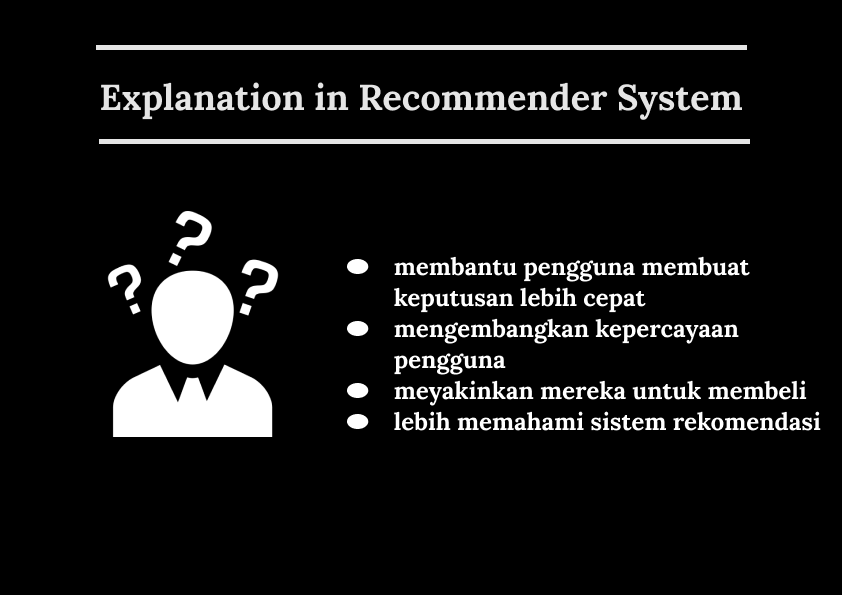 Explanation in Recommender System
? ? ?
membantu pengguna membuat
keputusan lebih cepat
mengembangkan kepercayaan
pengguna
meyakinkan mereka untuk membeli
lebih memahami sistem rekomendasi